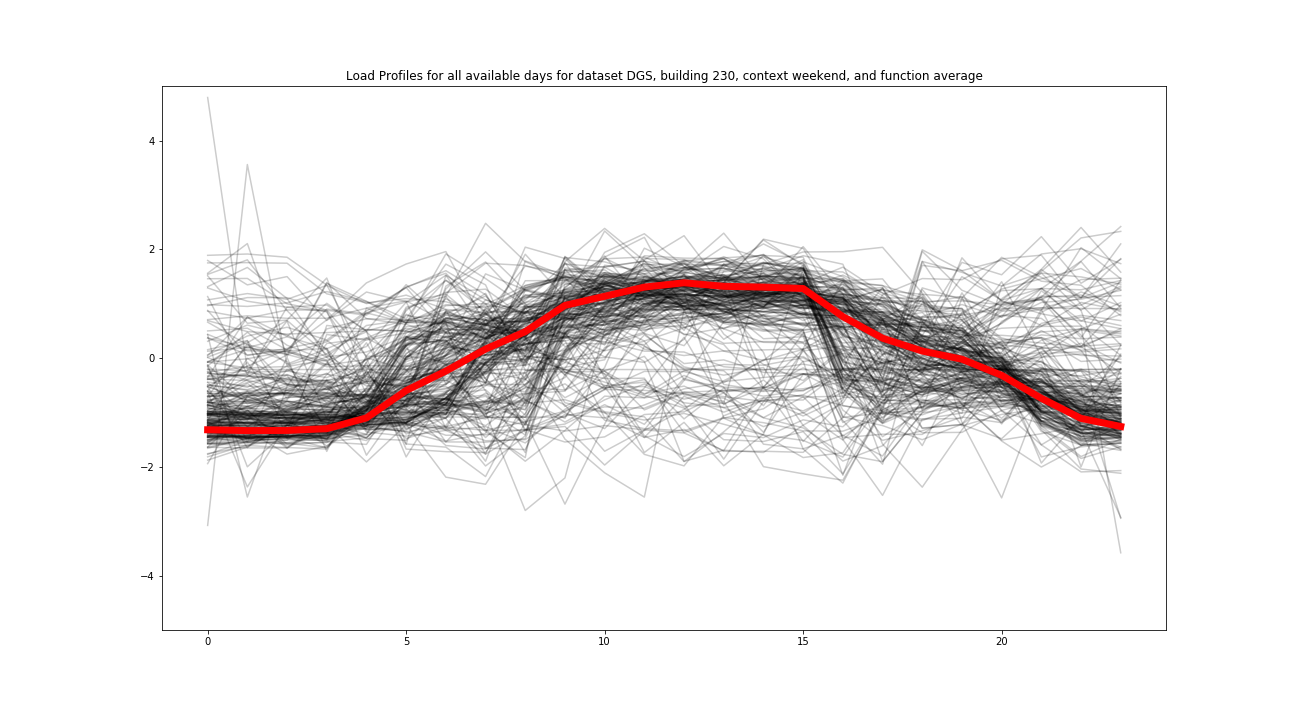 Load Profiles for all available days for dataset DGS, building 230, context weekend, and function average
4
2
0
−2
−4
0 5 10 15 20